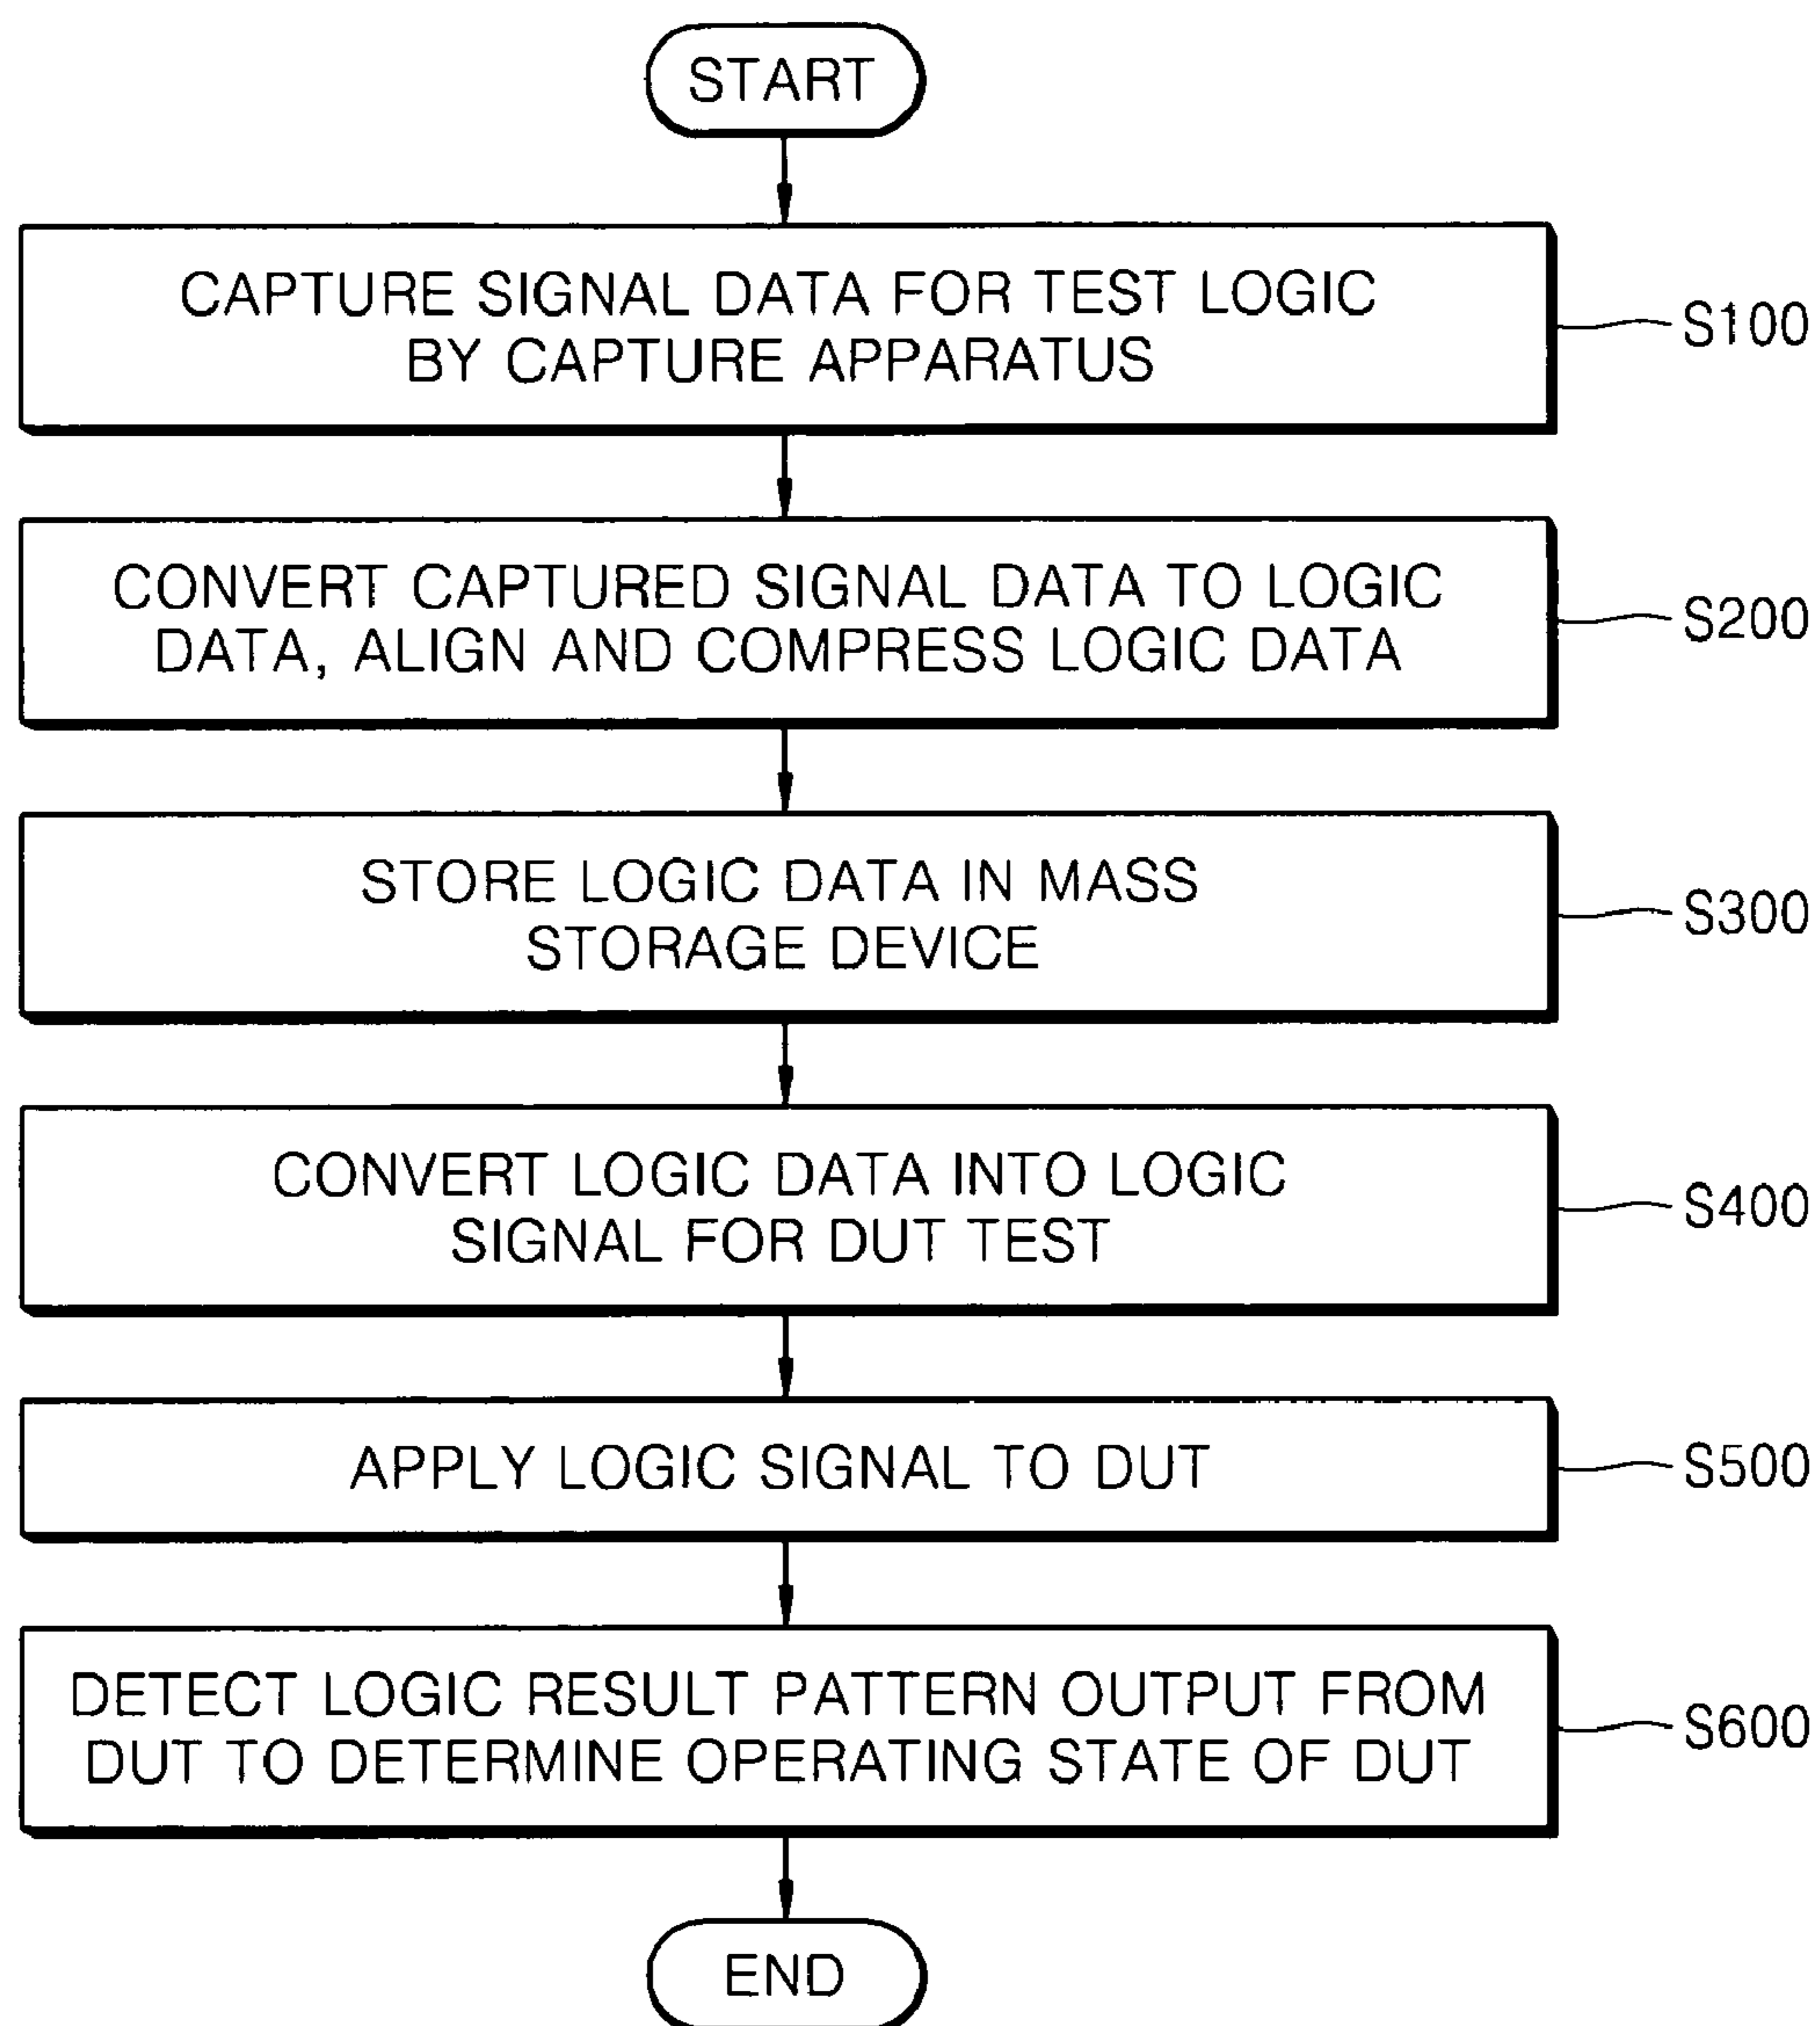 START
CAPTURE SIGNAL DATA FOR TEST LOGIC
BY CAPTURE APPARATUS
S100
CONVERT CAPTURED SIGNAL DATA TO LOGIC
DATA, ALIGN AND COMPRESS LOGIC DATA
S200
STORE LOGIC DATA IN MASS
STORAGE DEVICE
S300
CONVERT LOGIC DATA INTO LOGIC
SIGNAL FOR DUT TEST
S400
APPLY LOGIC SIGNAL TO DUT
S500
DETECT LOGIC RESULT PATTERN OUTPUT FROM
DUT TO DETERMINE OPERATING STATE OF DUT
S600
END